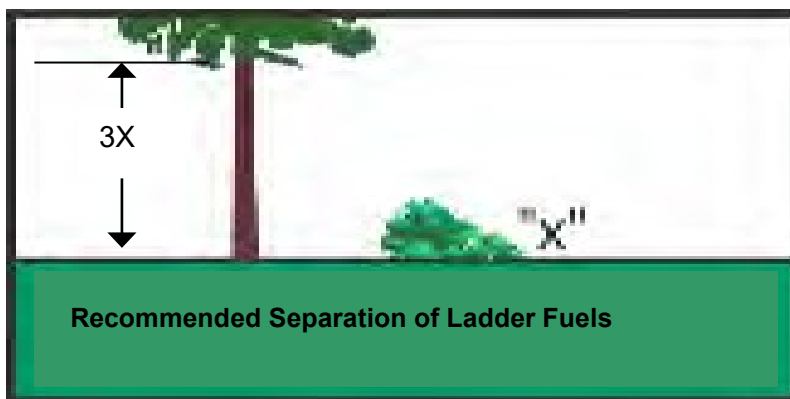 3X
"X"
Recommended Separation of Ladder Fuels